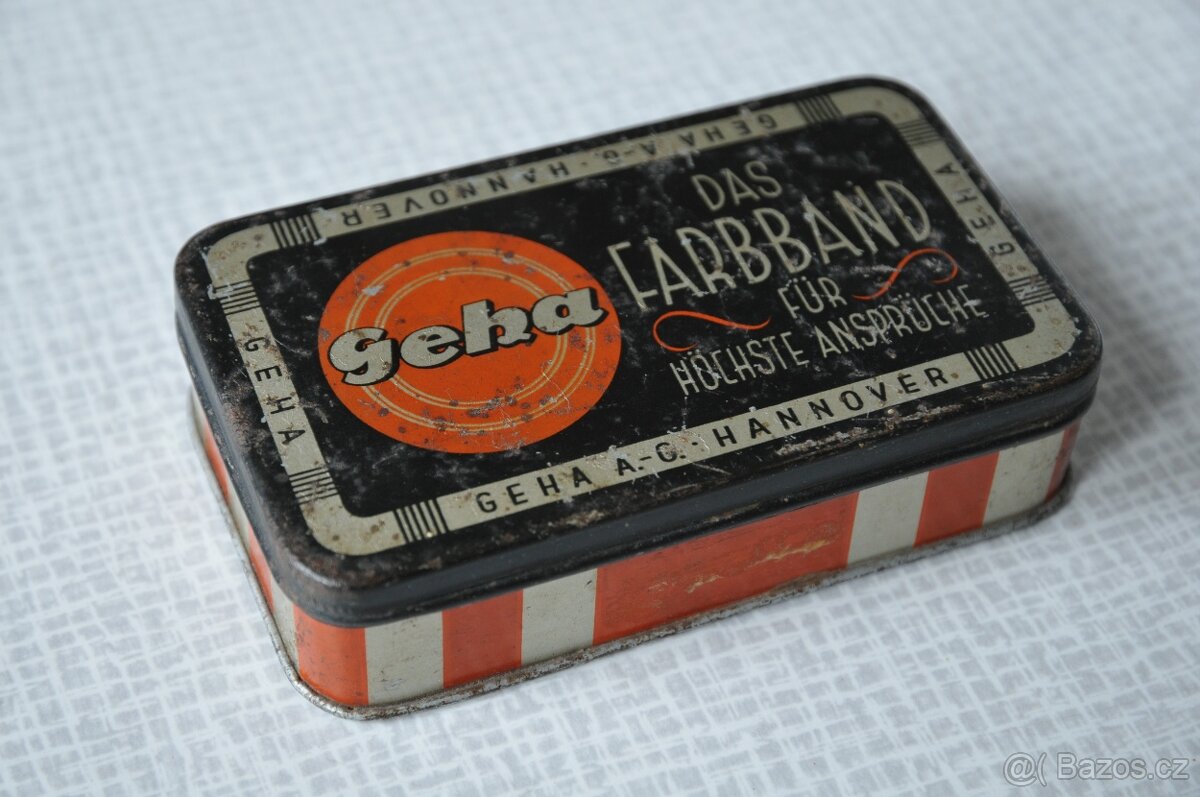 GEHA A.-G. - HANNOVER.
GEHA
geha
DAS
FARBBAND
FÜR
HÖCHSTE ANSPRÜCHE
GEHA
GEHA A.-G. - HANNOVER.
@( Bazos.cz